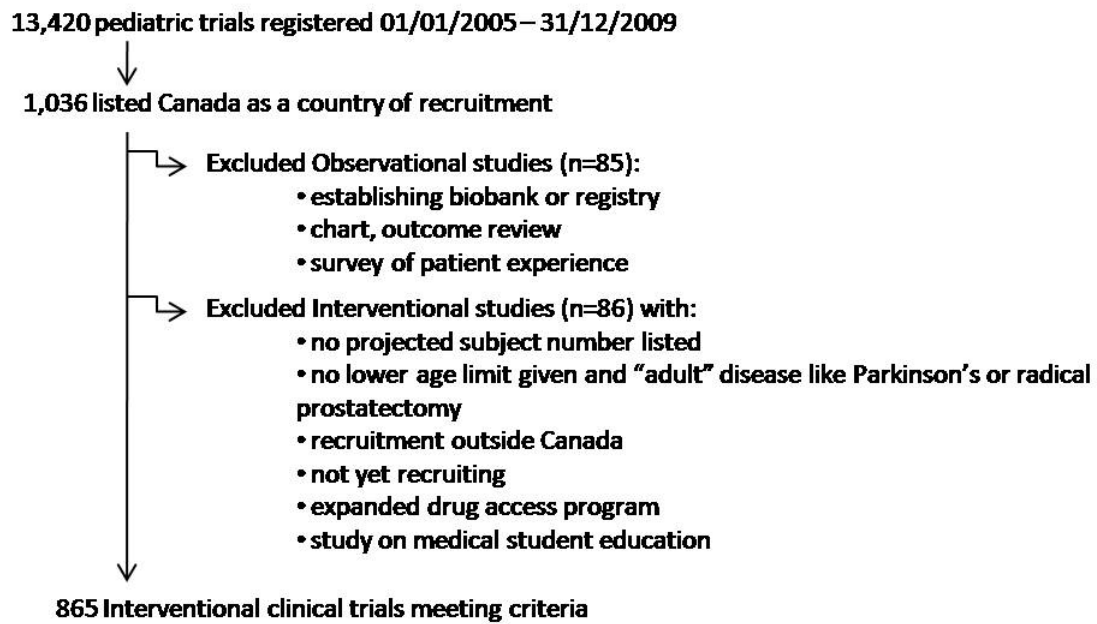 13,420 pediatric trials registered 01/01/2005 – 31/12/2009
1,036 listed Canada as a country of recruitment
Excluded Observational studies (n=85):
• establishing biobank or registry
• chart, outcome review
• survey of patient experience
Excluded Interventional studies (n=86) with:
• no projected subject number listed
• no lower age limit given and “adult” disease like Parkinson’s or radical
prostatectomy
• recruitment outside Canada
• not yet recruiting
• expanded drug access program
• study on medical student education
865 Interventional clinical trials meeting criteria